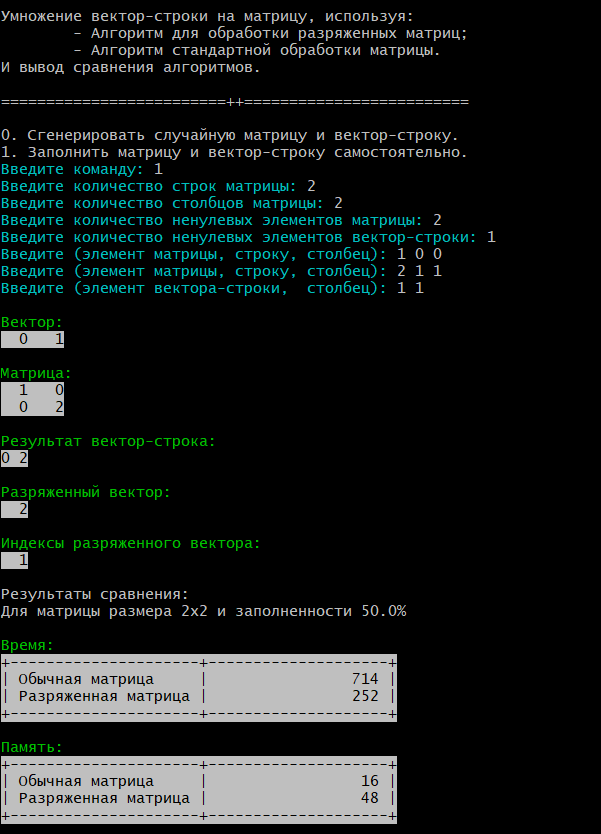 Умножение вектор-строки на матрицу, используя:
        - Алгоритм для обработки разряженных матриц;
        - Алгоритм стандартной обработки матрицы.
И вывод сравнения алгоритмов.
=========================++=========================
0. Сгенерировать случайную матрицу и вектор-строку.
1. Заполнить матрицу и вектор-строку самостоятельно.
Введите команду: 1
Введите количество строк матрицы: 2
Введите количество столбцов матрицы: 2
Введите количество ненулевых элементов матрицы: 2
Введите количество ненулевых элементов вектор-строки: 1
Введите (элемент матрицы, строку, столбец): 1 0 0
Введите (элемент матрицы, строку, столбец): 2 1 1
Введите (элемент вектора-строки,  столбец): 1 1
Вектор:
  0   1
Матрица:
  1   0
  0   2
Результат вектор-строка:
0 2
Разряженный вектор:
  2
Индексы разряженного вектора:
  1
Результаты сравнения:
Для матрицы размера 2x2 и заполненности 50.0%
Время:
+---------------------+--------------------+
| Обычная матрица     |                714 |
| Разряженная матрица |                252 |
+---------------------+--------------------+
Память:
+---------------------+--------------------+
| Обычная матрица     |                 16 |
| Разряженная матрица |                 48 |
+---------------------+--------------------+